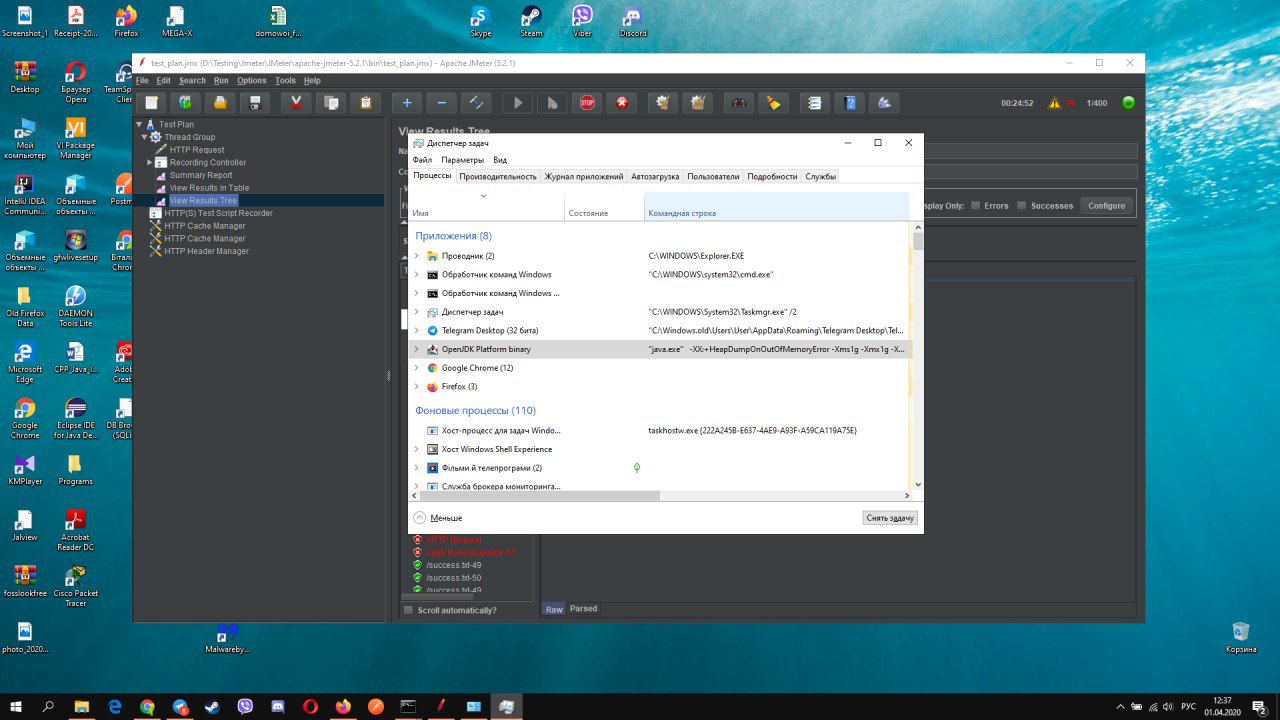 Screenshot_1
Receipt-20...
Firefox
MEGA-X
domowoi_f...
Skype
Steam
Viber
Discord
Desktop
Браузер
Opera
TeamSp
Clier
Мой
компьютер
VI Package
Manager
IntelliJ IDEA
Объемные
объекты ...
Объемные
Объекты ...
gfwlivesetup
Old Firefox
Data
DAEMON
Tools Lite
Microsoft
Edge
CPP_Java_I...
Google
Chrome
Eclipse IDE
for Java De...
DB Brow
(SQLi
KMPlayer
Programs
Jalview
Acrobat
Reader DC
fosslookfree
Cisco Packet
Tracer
photo_2020...
Malwareby...
Корзина
test_plan.jmx (D:\Testing\Jmeter\JMeter\apache-jmeter-5.2.1\bin\test_plan.jmx) - Apache JMeter (5.2.1)
File Edit Search Run Options Tools Help
STOP
00:24:52
79
1/400
Test Plan
Thread Group
HTTP Request
Recording Controller
Summary Report
View Results in Table
View Results Tree
HTTP(S) Test Script Recorder
HTTP Cache Manager
HTTP Cache Manager
HTTP Header Manager
View Results Tree
Na
Co
Errors
Successes
Configure
Диспетчер задач
Файл Параметры Вид
Процессы Производительность Журнал приложений Автозагрузка Пользователи Подробности Службы
Имя Состояние Командная строка
Приложения (8)
Проводник (2) C:\WINDOWS\Explorer.EXE
Обработчик команд Windows "C:\WINDOWS\system32\cmd.exe"
Обработчик команд Windows ...
Диспетчер задач "C:\WINDOWS\System32\Taskmgr.exe" /2
Telegram Desktop (32 бита) "C:\Windows.old\Users\User\AppData\Roaming\Telegram Desktop\Tel...
OpenJDK Platform binary "java.exe" -XX:+HeapDumpOnOutOfMemoryError -Xms1g -Xmx1g -X...
Google Chrome (12)
Firefox (3)
Фоновые процессы (110)
Хост-процесс для задач Windo... taskhostw.exe {222A245B-E637-4AE9-A93F-A59CA119A75E}
Хост Windows Shell Experience
Фільми й телепрограми (2)
Служба брокера мониторинга...
Меньше
Снять задачу
HTTP Request
/success.txt-49
/success.txt-50
/success.txt-49
Scroll automatically?
Raw Parsed
РУС
12:37
01.04.2020